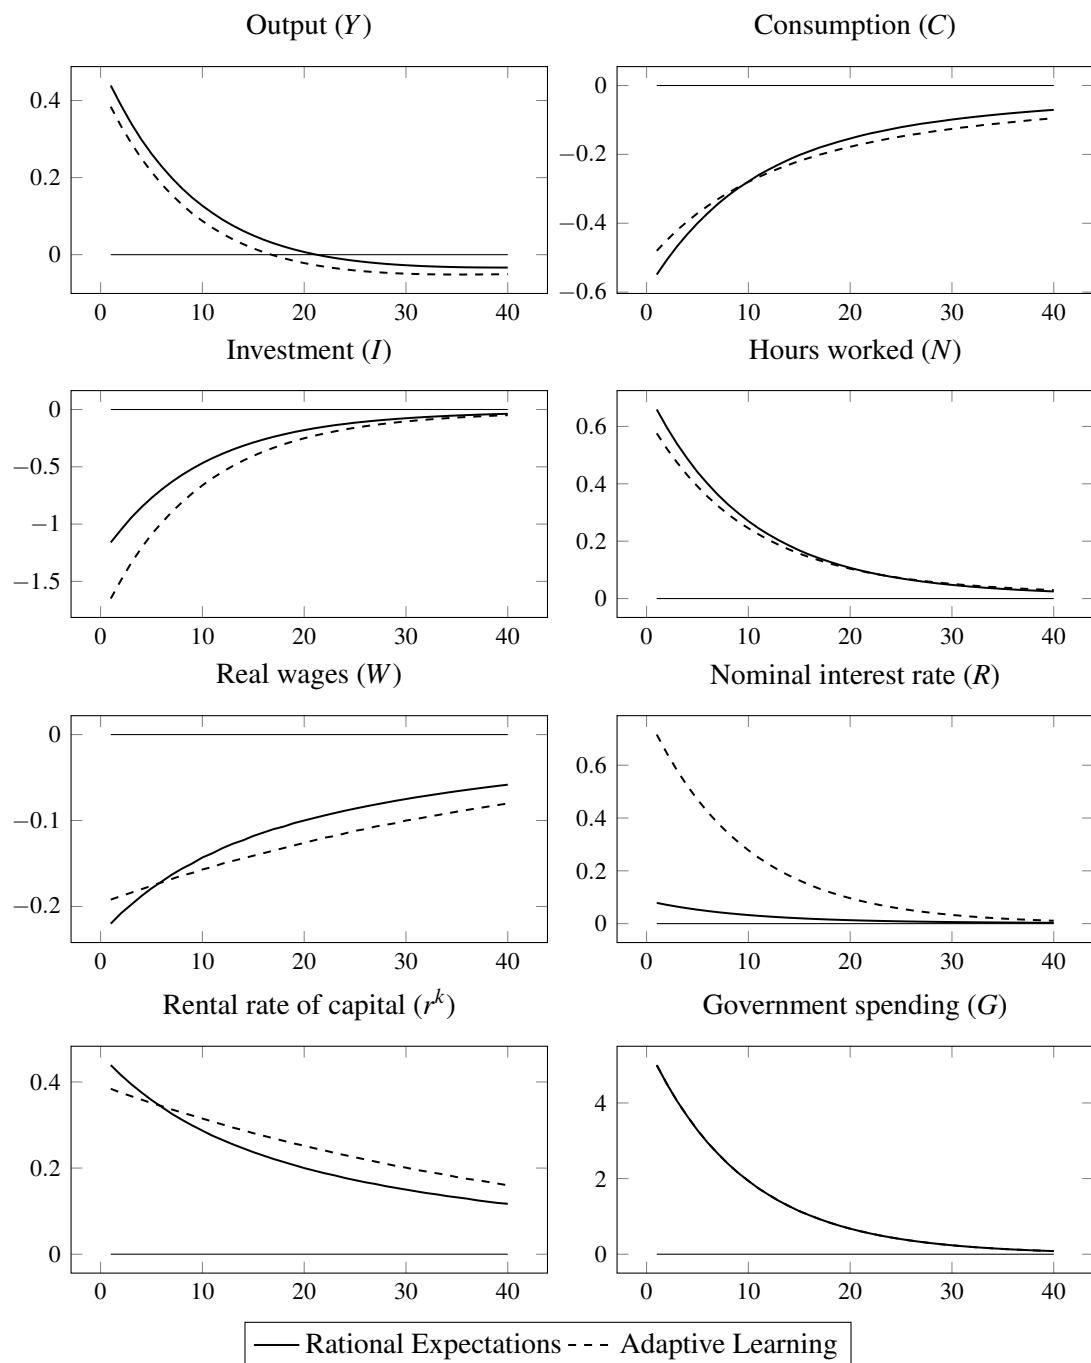 Output (Y)
0.4
0.2
0
0 10 20 30 40
Consumption (C)
0
−0.2
−0.4
−0.6
0 10 20 30 40
Investment (I)
0
−0.5
−1
−1.5
0 10 20 30 40
Hours worked (N)
0.6
0.4
0.2
0
0 10 20 30 40
Real wages (W)
0
−0.1
−0.2
0 10 20 30 40
Nominal interest rate (R)
0.6
0.4
0.2
0
0 10 20 30 40
Rental rate of capital (r^k)
0.4
0.2
0
0 10 20 30 40
Government spending (G)
4
2
0
0 10 20 30 40
Rational Expectations Adaptive Learning